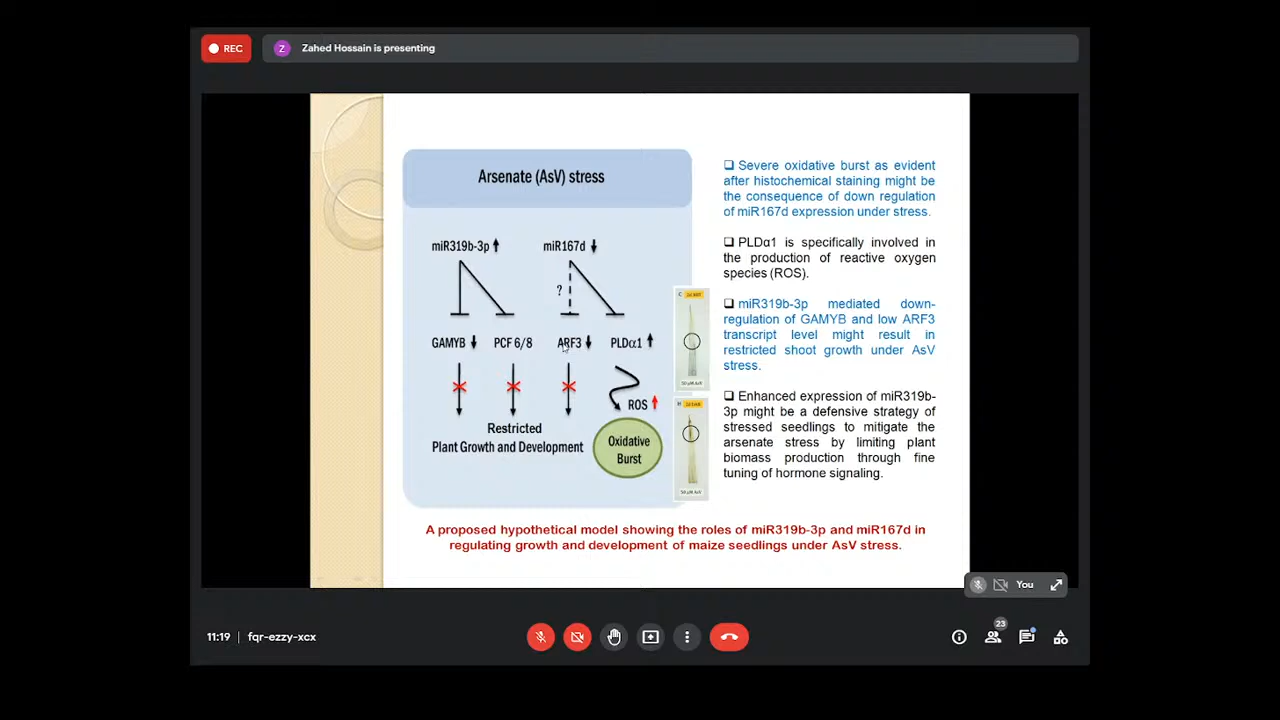 REC
Z
Zahed Hossain is presenting
Arsenate (AsV) stress
miR319b-3p
miR167d
?
GAMYB
PCF 6/8
ARF3
PLDα1
ROS
Restricted
Plant Growth and Development
Oxidative
Burst
C
50 μM AsV
H
50 μM AsV
❑ Severe oxidative burst as evident
after histochemical staining might be
the consequence of down regulation
of miR167d expression under stress.
❑ PLDα1 is specifically involved in
the production of reactive oxygen
species (ROS).
❑ miR319b-3p mediated down-
regulation of GAMYB and low ARF3
transcript level might result in
restricted shoot growth under AsV
stress.
❑ Enhanced expression of miR319b-
3p might be a defensive strategy of
stressed seedlings to mitigate the
arsenate stress by limiting plant
biomass production through fine
tuning of hormone signaling.
A proposed hypothetical model showing the roles of miR319b-3p and miR167d in
regulating growth and development of maize seedlings under AsV stress.
You
11:19 | fqr-ezzy-xcx
23